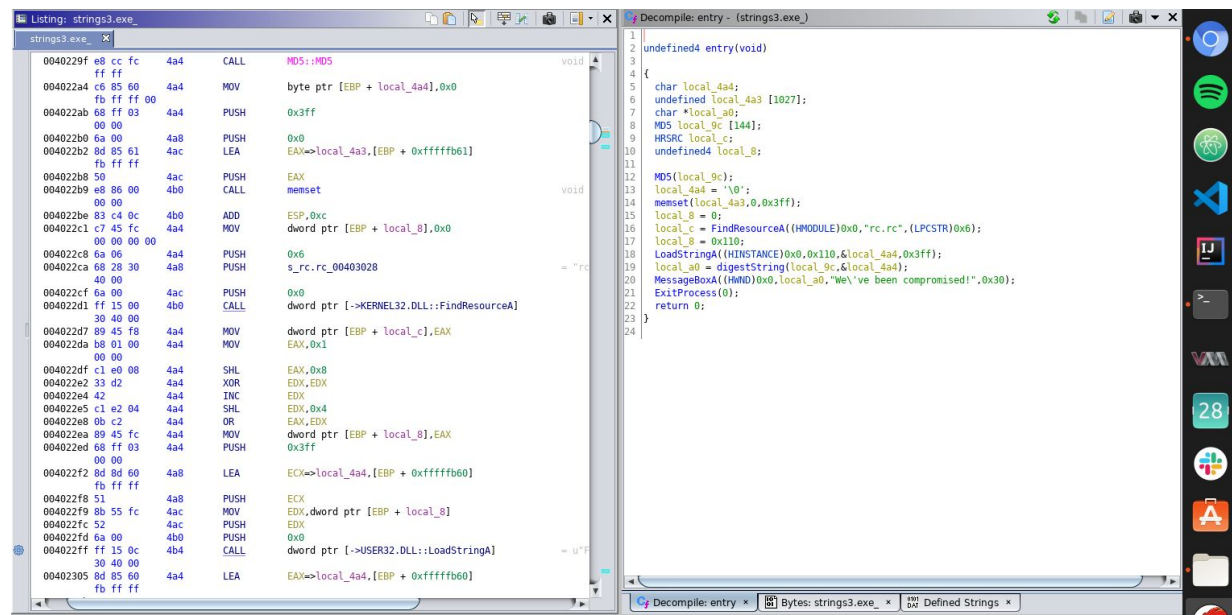 Listing: strings3.exe_
strings3.exe_
0040229f e8 cc fc 4a4 CALL MD5::MD5 void
ff ff
004022a4 c6 85 60 4a4 MOV byte ptr [EBP + local_4a4],0x0
fb ff ff 00
004022ab 68 ff 03 4a4 PUSH 0x3ff
00 00
004022b0 6a 00 4a8 PUSH 0x0
004022b2 8d 85 61 4ac LEA EAX=>local_4a3,[EBP + 0xfffffb61]
fb ff ff
004022b8 50 4ac PUSH EAX
004022b9 e8 86 00 4b0 CALL memset void
00 00
004022be 83 c4 0c 4b0 ADD ESP,0xc
004022c1 c7 45 fc 4a4 MOV dword ptr [EBP + local_8],0x0
00 00 00 00
004022c8 6a 06 4a4 PUSH 0x6
004022ca 68 28 30 4a8 PUSH s_rc.rc_00403028 = "rc
40 00
004022cf 6a 00 4ac PUSH 0x0
004022d1 ff 15 00 4b0 CALL dword ptr [->KERNEL32.DLL::FindResourceA]
30 40 00
004022d7 89 45 f8 4a4 MOV dword ptr [EBP + local_c],EAX
004022da b8 01 00 4a4 MOV EAX,0x1
00 00
004022df c1 e0 08 4a4 SHL EAX,0x8
004022e2 33 d2 4a4 XOR EDX,EDX
004022e4 42 4a4 INC EDX
004022e5 c1 e2 04 4a4 SHL EDX,0x4
004022e8 0b c2 4a4 OR EAX,EDX
004022ea 89 45 fc 4a4 MOV dword ptr [EBP + local_8],EAX
004022ed 68 ff 03 4a4 PUSH 0x3ff
00 00
004022f2 8d 8d 60 4a8 LEA ECX=>local_4a4,[EBP + 0xfffffb60]
fb ff ff
004022f8 51 4a8 PUSH ECX
004022f9 8b 55 fc 4ac MOV EDX,dword ptr [EBP + local_8]
004022fc 52 4ac PUSH EDX
004022fd 6a 00 4b0 PUSH 0x0
004022ff ff 15 0c 4b4 CALL dword ptr [->USER32.DLL::LoadStringA] = u"F
30 40 00
00402305 8d 85 60 4a4 LEA EAX=>local_4a4,[EBP + 0xfffffb60]
fb ff ff
Decompile: entry - (strings3.exe_)
1
2 undefined4 entry(void)
3
4 {
5 char local_4a4;
6 undefined local_4a3 [1027];
7 char *local_a0;
8 MD5 local_9c [144];
9 HRSRC local_c;
10 undefined4 local_8;
11
12 MD5(local_9c);
13 local_4a4 = '\0';
14 memset(local_4a3,0,0x3ff);
15 local_8 = 0;
16 local_c = FindResourceA((HMODULE)0x0,"rc.rc",(LPCSTR)0x6);
17 local_8 = 0x110;
18 LoadStringA((HINSTANCE)0x0,0x110,&local_4a4,0x3ff);
19 local_a0 = digestString(local_9c,&local_4a4);
20 MessageBoxA((HWND)0x0,local_a0,"We\'ve been compromised!",0x30);
21 ExitProcess(0);
22 return 0;
23 }
24
Decompile: entry Bytes: strings3.exe_ Defined Strings
IJ
>_
28